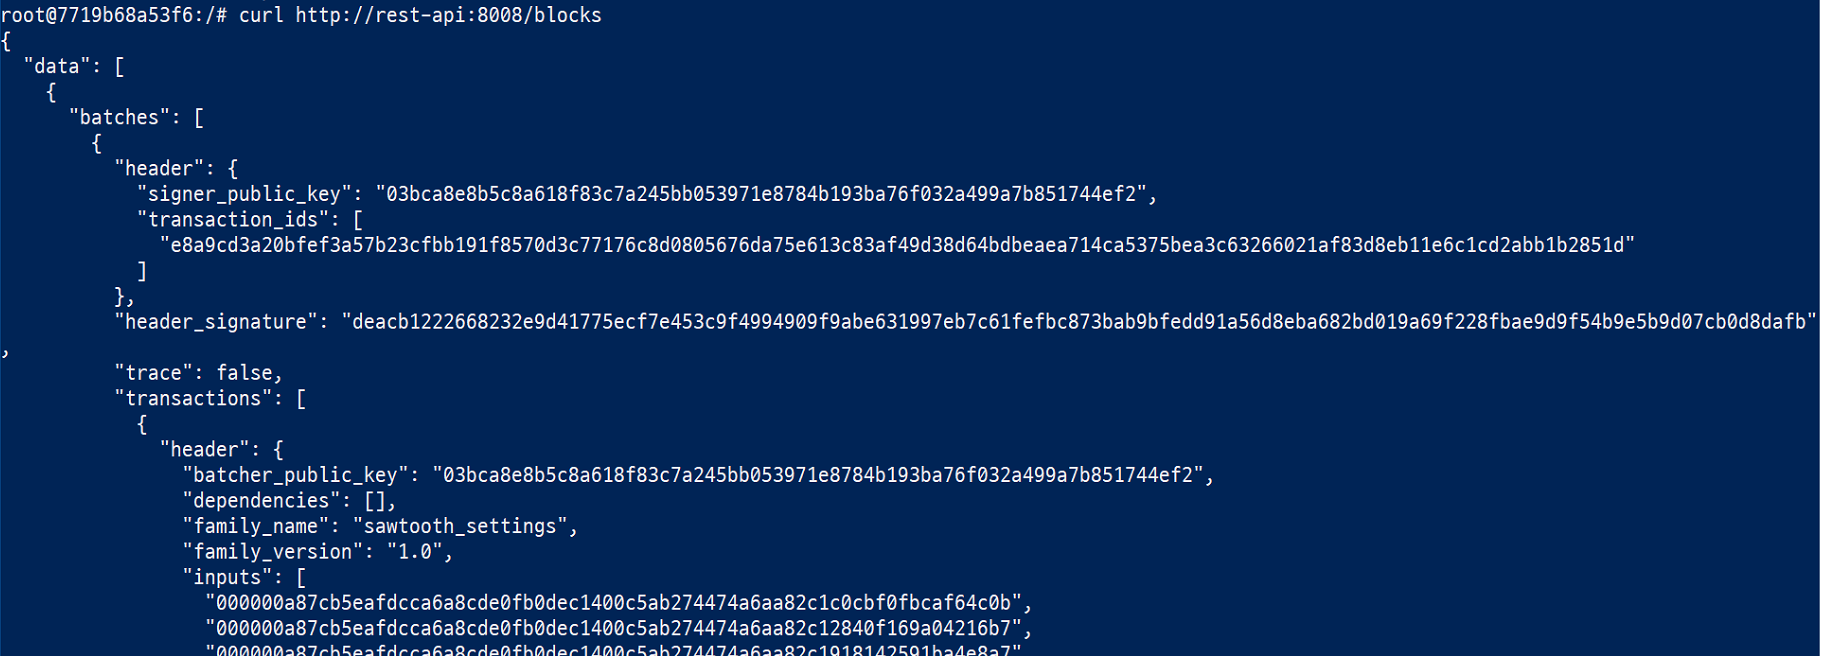 root@7719b68a53f6:/# curl http://rest-api:8008/blocks
{
  "data": [
    {
      "batches": [
        {
          "header": {
            "signer_public_key": "03bca8e8b5c8a618f83c7a245bb053971e8784b193ba76f032a499a7b851744ef2",
            "transaction_ids": [
              "e8a9cd3a20bfef3a57b23cfbb191f8570d3c77176c8d0805676da75e613c83af49d38d64bdbeaea714ca5375bea3c63266021af83d8eb11e6c1cd2abb1b2851d"
            ]
          },
          "header_signature": "deacb1222668232e9d41775ecf7e453c9f4994909f9abe631997eb7c61fefbc873bab9bfedd91a56d8eba682bd019a69f228fbae9d9f54b9e5b9d07cb0d8dafb"
,
          "trace": false,
          "transactions": [
            {
              "header": {
                "batcher_public_key": "03bca8e8b5c8a618f83c7a245bb053971e8784b193ba76f032a499a7b851744ef2",
                "dependencies": [],
                "family_name": "sawtooth_settings",
                "family_version": "1.0",
                "inputs": [
                  "000000a87cb5eafdcca6a8cde0fb0dec1400c5ab274474a6aa82c1c0cbf0fbcaf64c0b",
                  "000000a87cb5eafdcca6a8cde0fb0dec1400c5ab274474a6aa82c12840f169a04216b7",
                  "000000a87cb5eafdcca6a8cde0fb0dec1400c5ab274474a6aa82c1918142591ba4e8a7"